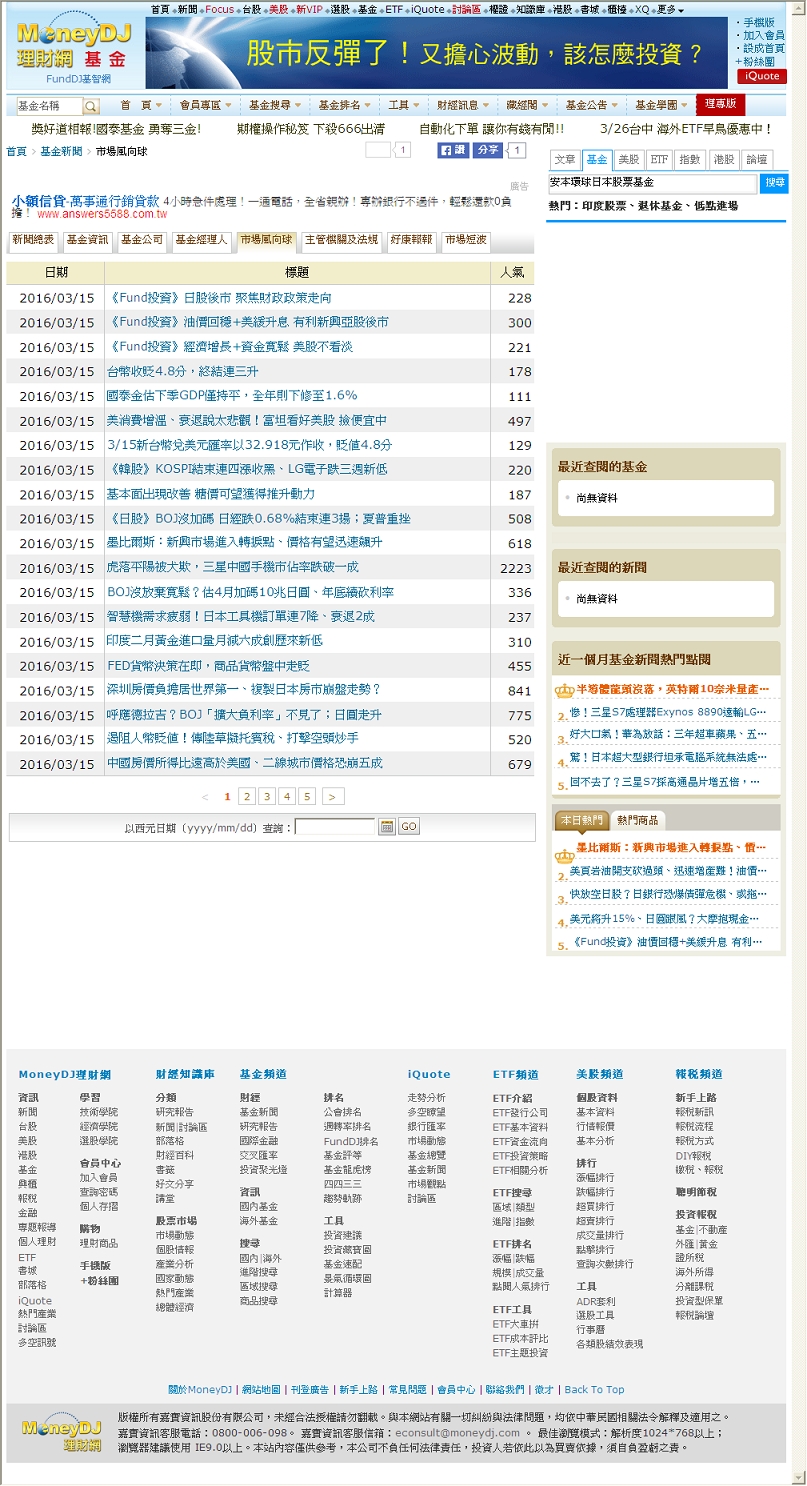 首頁 新聞 Focus 台股 美股 新VIP 選股 基金 ETF iQuote 討論區 權證 知識庫 港股 書城 櫃檯 XQ 更多
MoneyDJ
理財網 基金
FundDJ基智網
股市反彈了！又擔心波動，該怎麼投資？
手機版
加入會員
設成首頁
+粉絲團
iQuote
基金名稱
首 頁 會員專區 基金搜尋 基金排名 工具 財經訊息 藏經閣 基金公告 基金學園 理專版
獎好道相報!國泰基金 勇奪三金! 期權操作秘笈 下殺666出清 自動化下單 讓你有錢有閒!! 3/26台中 海外ETF早鳥優惠中！
首頁 > 基金新聞 > 市場風向球
1 讚 分享 1
文章 基金 美股 ETF 指數 港股 論壇
安本環球日本股票基金 搜尋
熱門：印度股票、退休基金、低點進場
廣告
小額信貸-萬事通行銷貸款 4小時急件處理！一通電話，全省親辦！專辦銀行不過件，輕鬆還款0負
擔！ www.answers5588.com.tw
新聞總表 基金資訊 基金公司 基金經理人 市場風向球 主管機關及法規 好康報報 市場短波
日期 標題 人氣
2016/03/15 《Fund投資》日股後市 聚焦財政政策走向 228
2016/03/15 《Fund投資》油價回穩+美緩升息 有利新興亞股後市 300
2016/03/15 《Fund投資》經濟增長+資金寬鬆 美股不看淡 221
2016/03/15 台幣收貶4.8分，終結連三升 178
2016/03/15 國泰金估下季GDP僅持平，全年則下修至1.6% 111
2016/03/15 美消費增溫、衰退說太悲觀！富坦看好美股 撿便宜中 497
2016/03/15 3/15新台幣兌美元匯率以32.918元作收，貶值4.8分 129
2016/03/15 《韓股》KOSPI結束連四漲收黑、LG電子跌三週新低 220
2016/03/15 基本面出現改善 糖價可望獲得推升動力 187
2016/03/15 《日股》BOJ沒加碼 日經跌0.68%結束連3揚；夏普重挫 508
2016/03/15 墨比爾斯：新興市場進入轉捩點、價格有望迅速飆升 618
2016/03/15 虎落平陽被犬欺，三星中國手機市佔率跌破一成 2223
2016/03/15 BOJ沒放棄寬鬆？估4月加碼10兆日圓、年底續砍利率 336
2016/03/15 智慧機需求疲弱！日本工具機訂單連7降、衰退2成 237
2016/03/15 印度二月黃金進口量月減六成創歷來新低 310
2016/03/15 FED貨幣決策在即，商品貨幣盤中走貶 455
2016/03/15 深圳房價負擔居世界第一、複製日本房市崩盤走勢？ 841
2016/03/15 呼應德拉吉？BOJ「擴大負利率」不見了；日圓走升 775
2016/03/15 遏阻人幣貶值！傳陸草擬托賓稅、打擊空頭炒手 520
2016/03/15 中國房價所得比遠高於美國、二線城市價格恐崩五成 679
< 1 2 3 4 5 >
以西元日期（yyyy/mm/dd）查詢： GO
最近查閱的基金
尚無資料
最近查閱的新聞
尚無資料
近一個月基金新聞熱門點閱
半導體龍頭沒落，英特爾10奈米量產…
2. 慘！三星S7處理器Exynos 8890遠輸LG…
3. 好大口氣！華為放話：三年超車蘋果、五…
4. 驚！日本超大型銀行坦承電腦系統無法處…
5. 回不去了？三星S7採高通晶片增五倍，…
本日熱門 熱門商品
墨比爾斯：新興市場進入轉捩點、價…
2. 美頁岩油開支砍過頭、迅速增產難！油價…
3. 快放空日股？日銀行恐爆債彈危機、或拖…
4. 美元將升15%、日圓跟風？大摩抱現金…
5. 《Fund投資》油價回穩+美緩升息 有利…
MoneyDJ理財網 財經知識庫 基金頻道 iQuote ETF頻道 美股頻道 報稅頻道
資訊
新聞
台股
美股
港股
基金
興櫃
報稅
金融
專題報導
個人理財
ETF
書城
部落格
iQuote
熱門產業
討論區
多空訊號
學習
技術學院
經濟學院
選股學院
會員中心
加入會員
查詢密碼
個人存摺
購物
理財商品
手機版
+粉絲團
分類
研究報告
新聞|討論區
部落格
財經百科
書籤
好文分享
講堂
股票市場
市場動態
個股情報
產業分析
國家動態
熱門產業
總體經濟
財經
基金新聞
研究報告
國際金融
交叉匯率
投資聚光燈
資訊
國內基金
海外基金
搜尋
國內|海外
進階搜尋
區域搜尋
商品搜尋
排名
公會排名
週轉率排名
FundDJ排名
基金評等
基金龍虎榜
四四三三
趨勢軌跡
工具
投資建議
投資藏寶圖
基金速配
景氣循環圖
計算器
走勢分析
多空瞭望
銀行匯率
市場動態
基金總覽
基金新聞
市場觀點
討論區
ETF介紹
ETF發行公司
ETF基本資料
ETF資金流向
ETF投資策略
ETF相關分析
ETF搜尋
區域|類型
進階|指數
ETF排名
漲幅|跌幅
規模|成交量
點閱人氣排行
ETF工具
ETF大車拚
ETF成本評比
ETF主題投資
個股資料
基本資料
行情報價
基本分析
排行
漲幅排行
跌幅排行
超買排行
超賣排行
成交量排行
點擊排行
查詢次數排行
工具
ADR套利
選股工具
行事曆
各類股績效表現
新手上路
報稅新訊
報稅流程
報稅方式
DIY報稅
繳稅、報稅
聰明節稅
投資報稅
基金|不動產
外匯|黃金
證所稅
海外所得
分離課稅
投資型保單
報稅論壇
關於MoneyDJ | 網站地圖 | 刊登廣告 | 新手上路 | 常見問題 | 會員中心 | 聯絡我們 | 徵才 | Back To Top
MoneyDJ
理財網
版權所有嘉實資訊股份有限公司，未經合法授權請勿翻載。與本網站有關一切糾紛與法律問題，均依中華民國相關法令解釋及適用之。
嘉實資訊客服電話：0800-006-098。 嘉實資訊客服信箱：econsult@moneydj.com 。 最佳瀏覽模式：解析度1024*768以上；
瀏覽器建議使用 IE9.0以上。本站內容僅供參考，本公司不負任何法律責任，投資人若依此以為買賣依據，須自負盈虧之責。